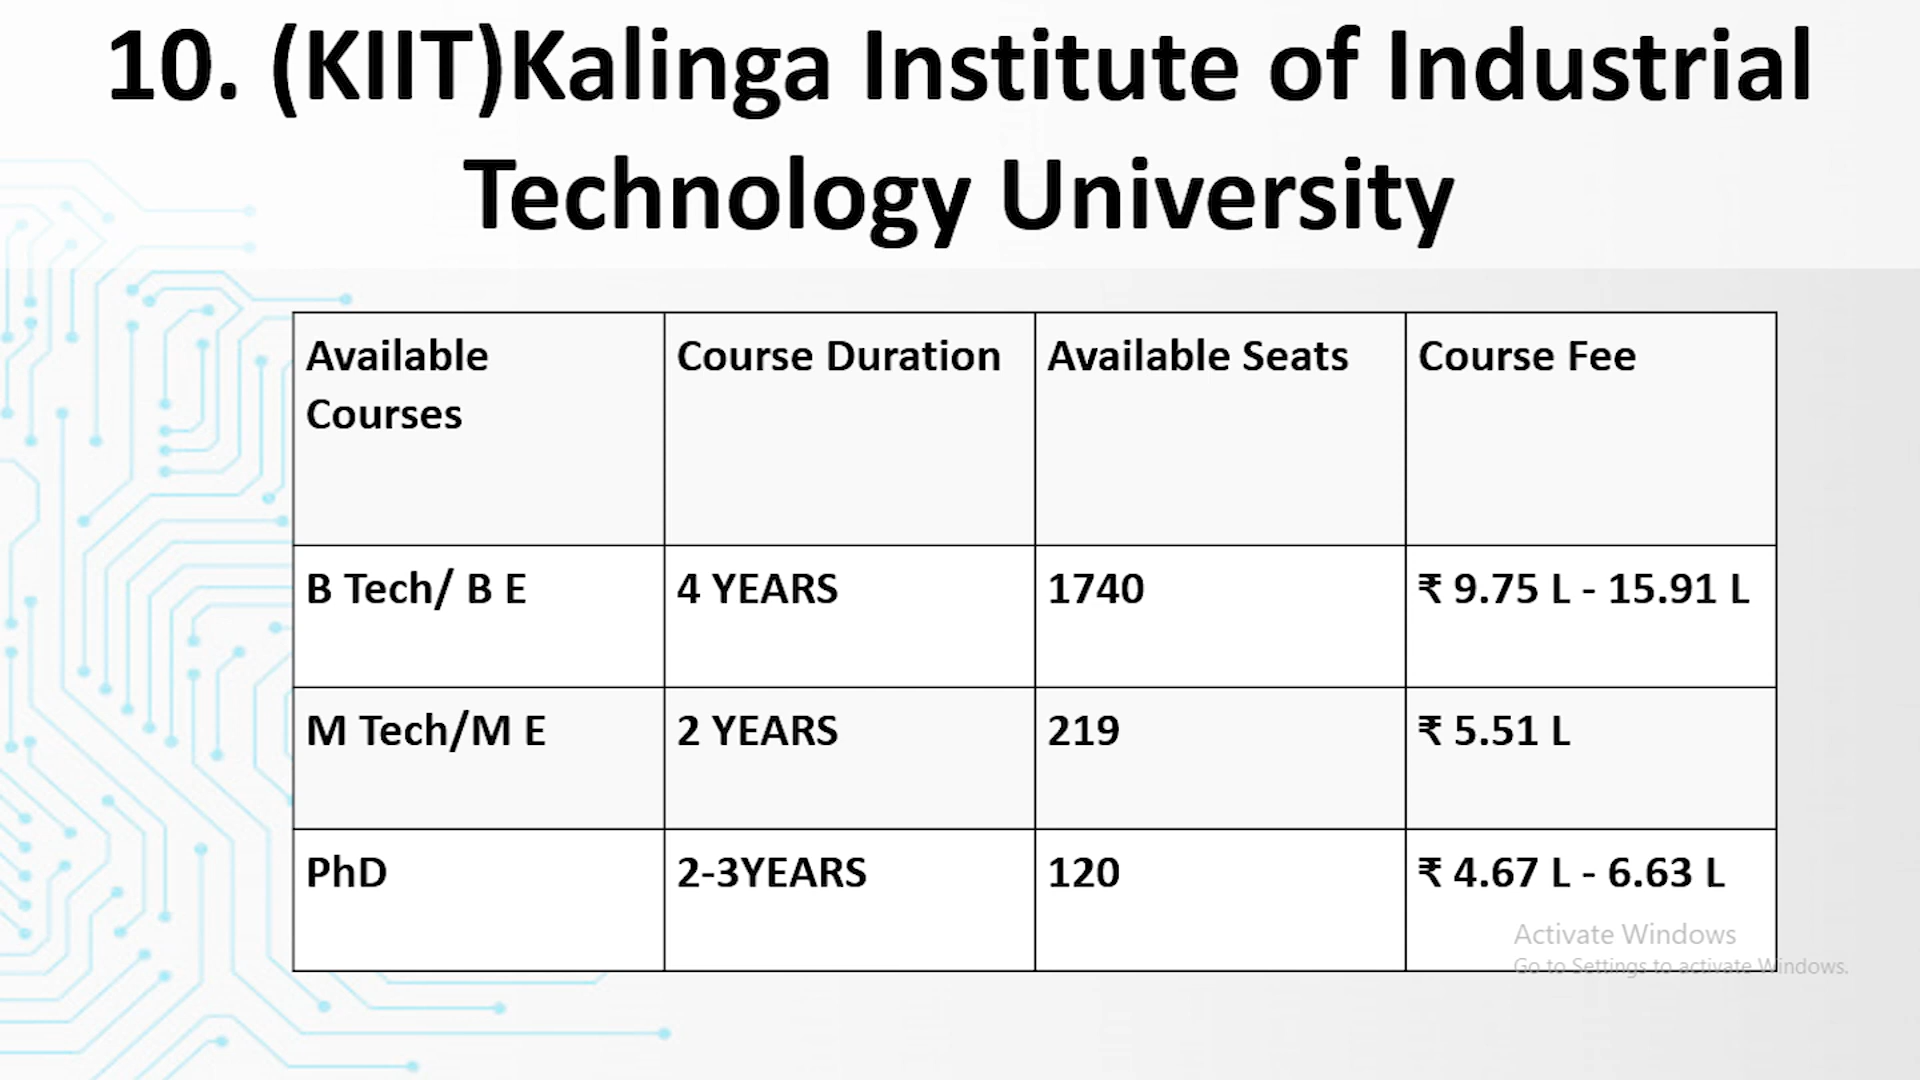 10. (KIIT)Kalinga Institute of Industrial
Technology University
Available
Courses
Course Duration
Available Seats
Course Fee
B Tech/ B E
4 YEARS
1740
₹ 9.75 L - 15.91 L
M Tech/M E
2 YEARS
219
₹ 5.51 L
PhD
2-3YEARS
120
₹ 4.67 L - 6.63 L
Activate Windows
Go to Settings to activate Windows.